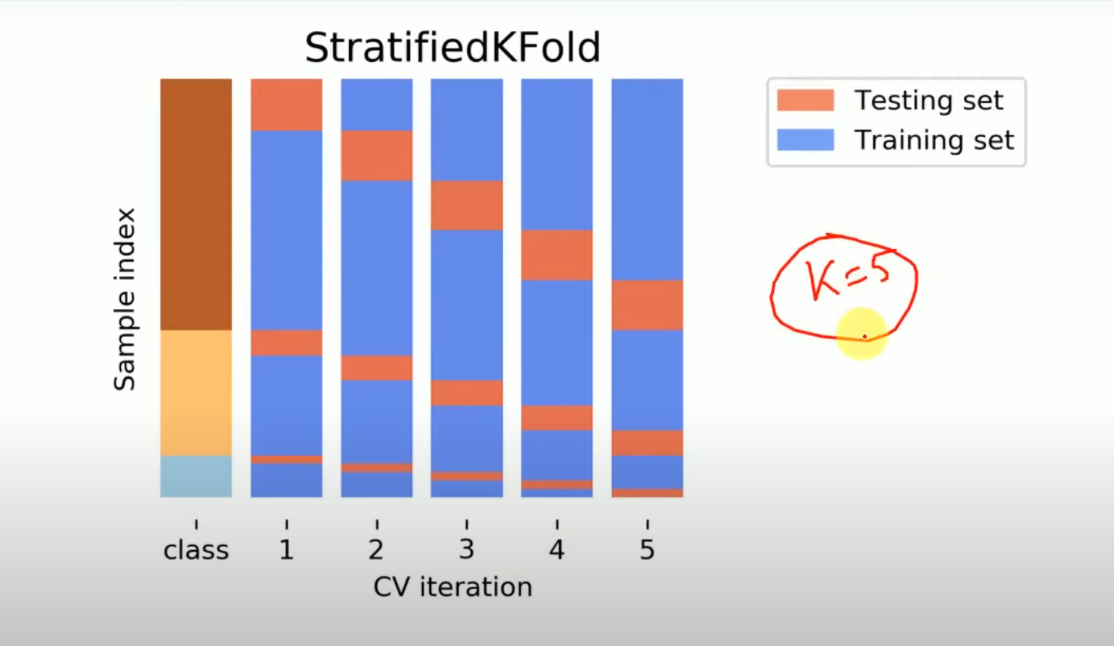 StratifiedKFold
Testing set
Training set
K=5
Sample index
class 1 2 3 4 5
CV iteration